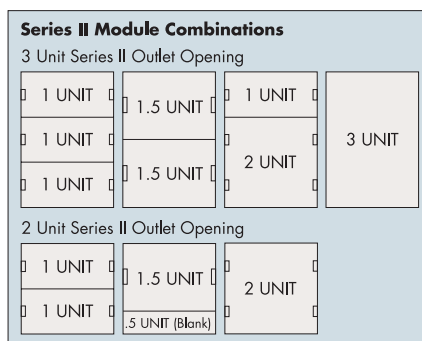 Series II Module Combinations
3 Unit Series II Outlet Opening
1 UNIT
1 UNIT
1 UNIT
1.5 UNIT
1.5 UNIT
1 UNIT
2 UNIT
3 UNIT
2 Unit Series II Outlet Opening
1 UNIT
1 UNIT
1.5 UNIT
.5 UNIT (Blank)
2 UNIT